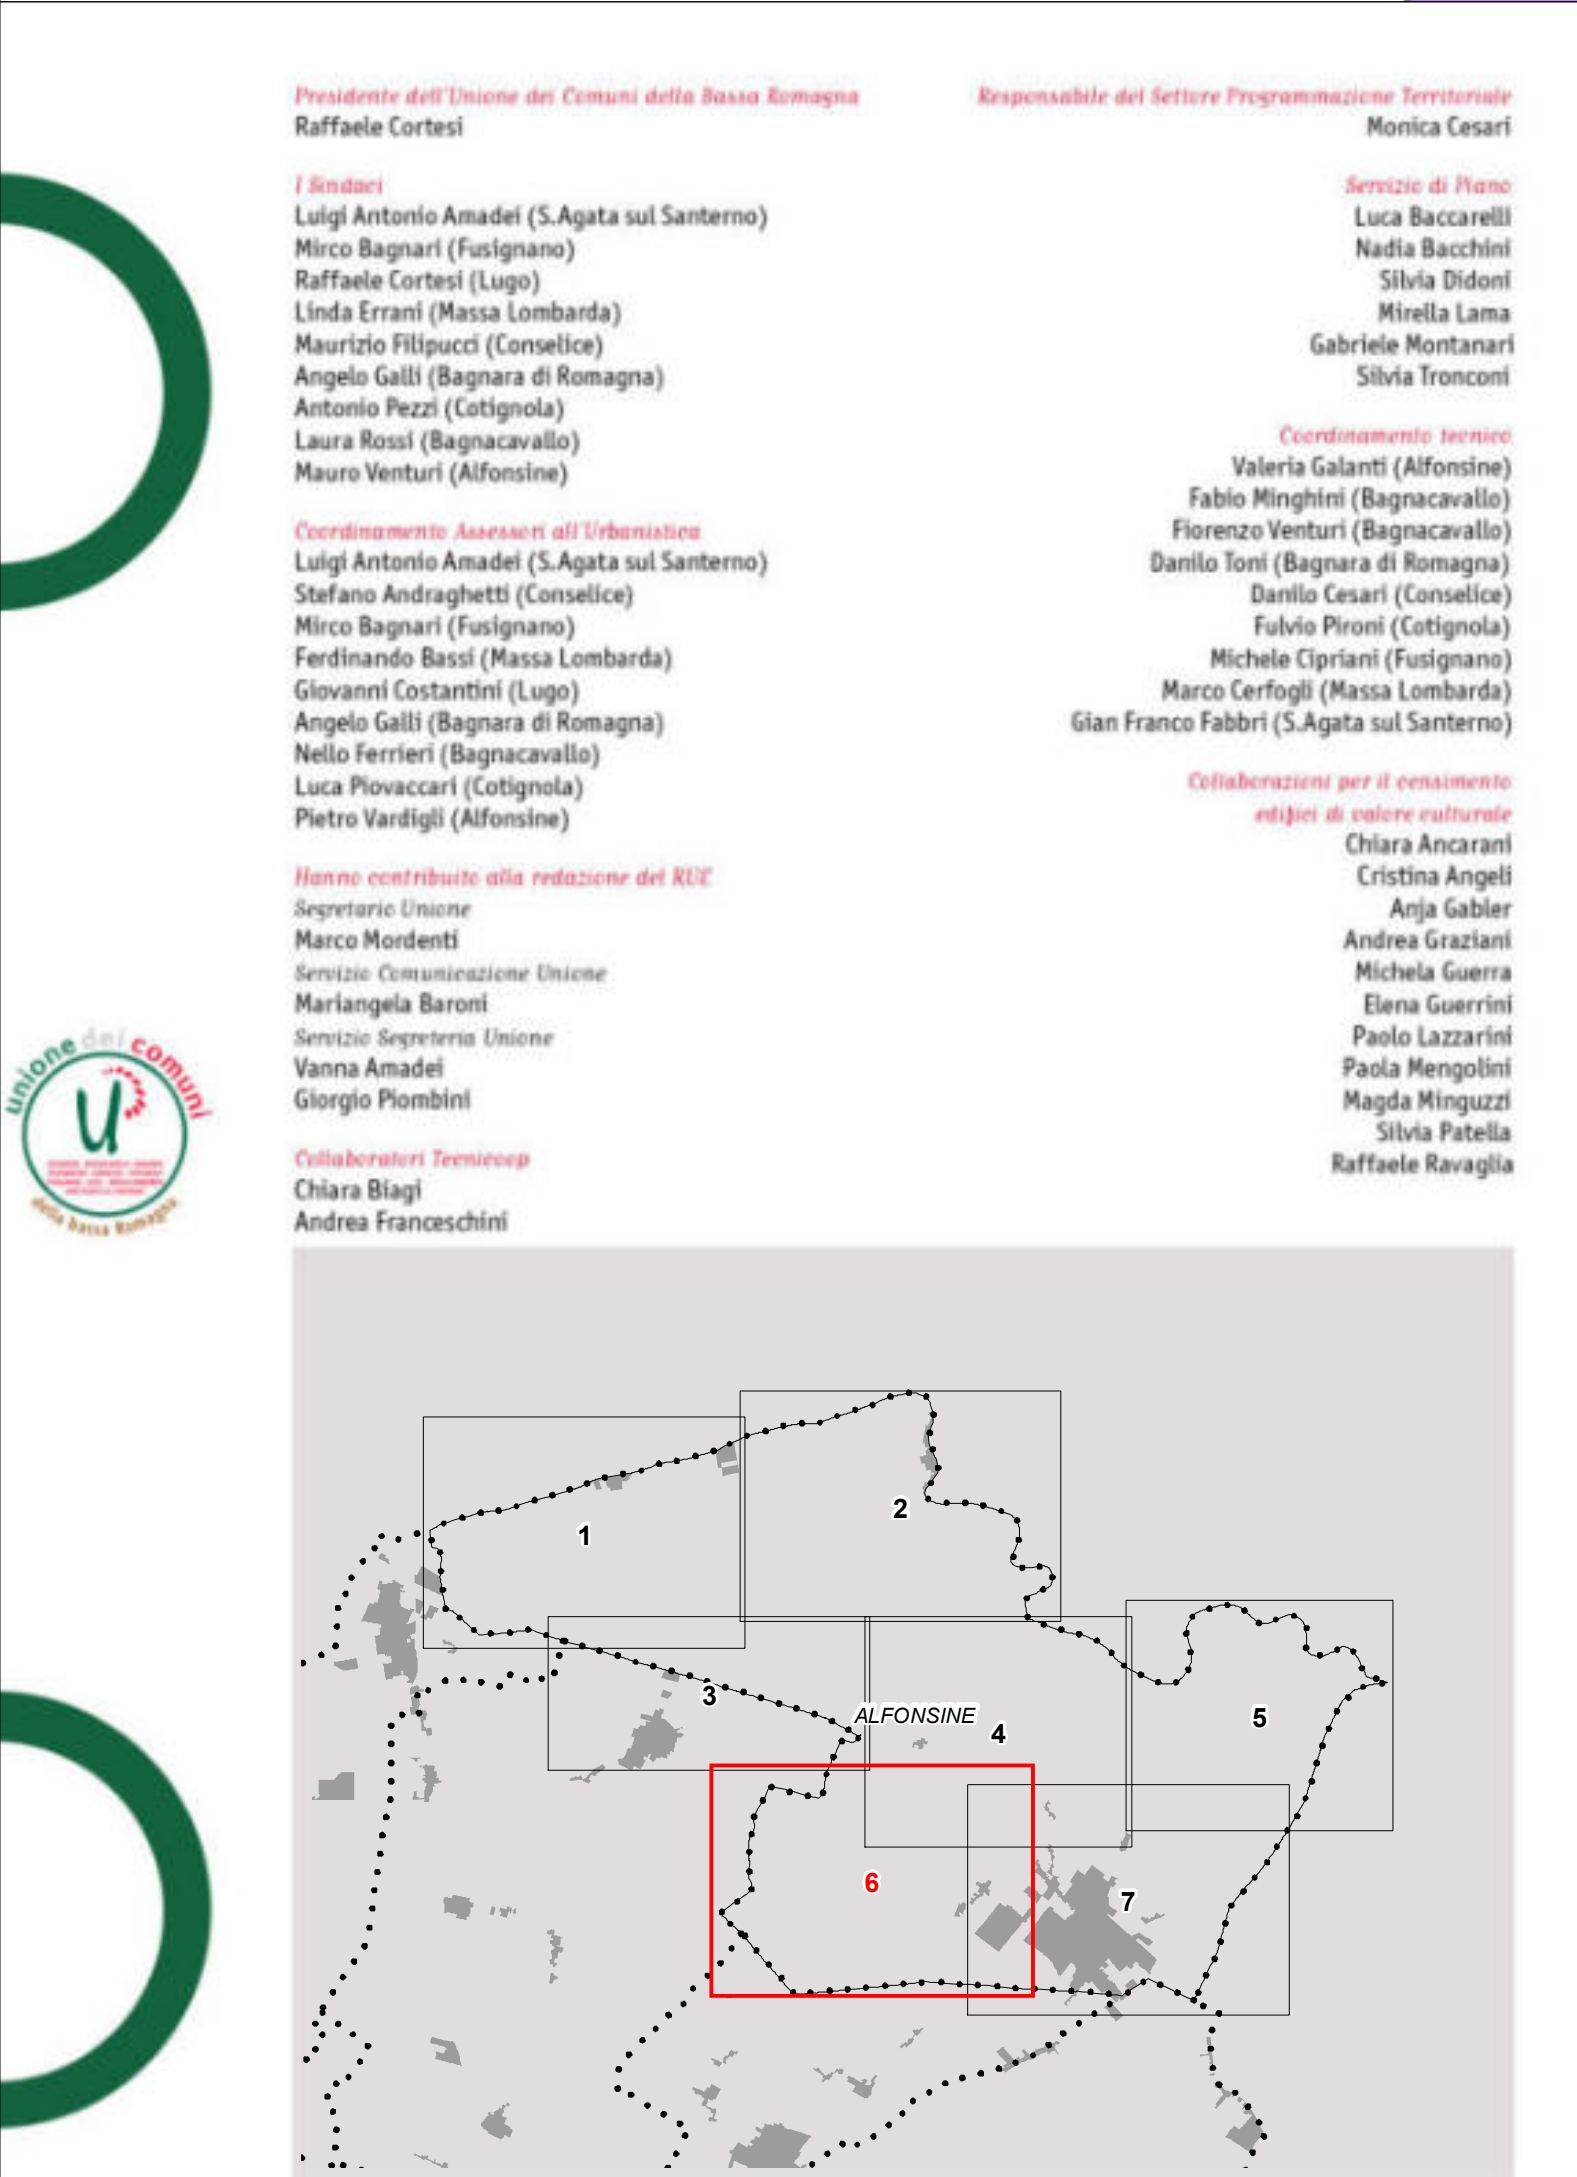 Presidente dell'Unione dei Comuni della Bassa Romagna
Raffaele Cortesi
I Sindaci
Luigi Antonio Amadei (S.Agata sul Santerno)
Mirco Bagnari (Fusignano)
Raffaele Cortesi (Lugo)
Linda Errani (Massa Lombarda)
Maurizio Filipucci (Conselice)
Angelo Galli (Bagnara di Romagna)
Antonio Pezzi (Cotignola)
Laura Rossi (Bagnacavallo)
Mauro Venturi (Alfonsine)
Coordinamento Assessori all'Urbanistica
Luigi Antonio Amadei (S.Agata sul Santerno)
Stefano Andraghetti (Conselice)
Mirco Bagnari (Fusignano)
Ferdinando Bassi (Massa Lombarda)
Giovanni Costantini (Lugo)
Angelo Galli (Bagnara di Romagna)
Nello Ferrieri (Bagnacavallo)
Luca Piovaccari (Cotignola)
Pietro Vardigli (Alfonsine)
Hanno contribuito alla redazione del RUE
Segretario Unione
Marco Mordenti
Servizio Comunicazione Unione
Mariangela Baroni
Servizio Segreteria Unione
Vanna Amadei
Giorgio Piombini
Collaboratori Tecnicoop
Chiara Biagi
Andrea Franceschini
Responsabile del Settore Programmazione Territoriale
Monica Cesari
Servizio di Piano
Luca Baccarelli
Nadia Bacchini
Silvia Didoni
Mirella Lama
Gabriele Montanari
Silvia Tronconi
Coordinamento tecnico
Valeria Galanti (Alfonsine)
Fabio Minghini (Bagnacavallo)
Fiorenzo Venturi (Bagnacavallo)
Danilo Toni (Bagnara di Romagna)
Danilo Cesari (Conselice)
Fulvio Pironi (Cotignola)
Michele Cipriani (Fusignano)
Marco Cerfogli (Massa Lombarda)
Gian Franco Fabbri (S.Agata sul Santerno)
Collaborazioni per il censimento
edifici di valore culturale
Chiara Ancarani
Cristina Angeli
Anja Gabler
Andrea Graziani
Michela Guerra
Elena Guerrini
Paolo Lazzarini
Paola Mengolini
Magda Minguzzi
Silvia Patella
Raffaele Ravaglia
unione dei comuni
della bassa Romagna
1
2
3
ALFONSINE
4
5
6
7